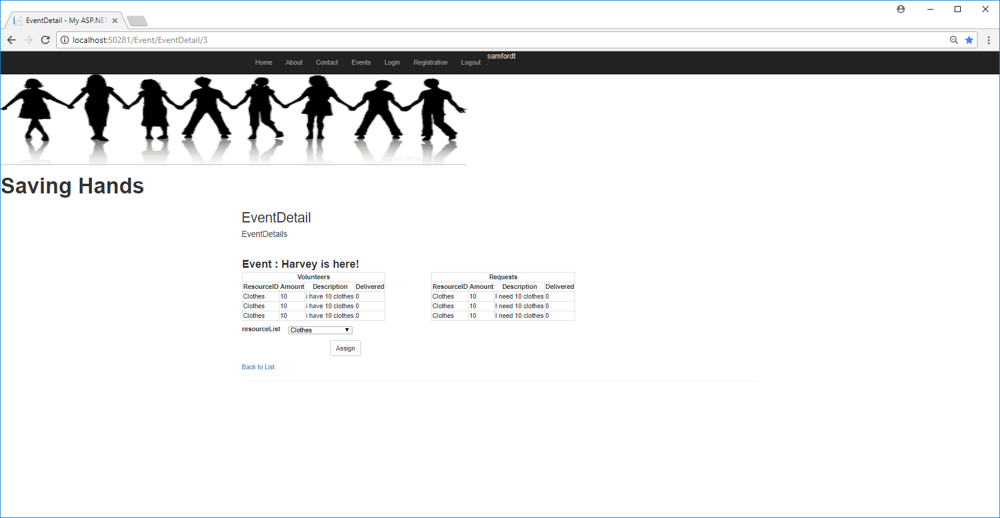 EventDetail - My ASP.NET
localhost:50281/Event/EventDetail/3
Home About Contact Events Login Registration Logout samfordt
Saving Hands
EventDetail
EventDetails
Event : Harvey is here!
Volunteers
ResourceID Amount Description Delivered
Clothes 10 i have 10 clothes 0
Clothes 10 i have 10 clothes 0
Clothes 10 i have 10 clothes 0
Requests
ResourceID Amount Description Delivered
Clothes 10 I need 10 clothes 0
Clothes 10 I need 10 clothes 0
Clothes 10 I need 10 clothes 0
resourceList Clothes
Assign
Back to List